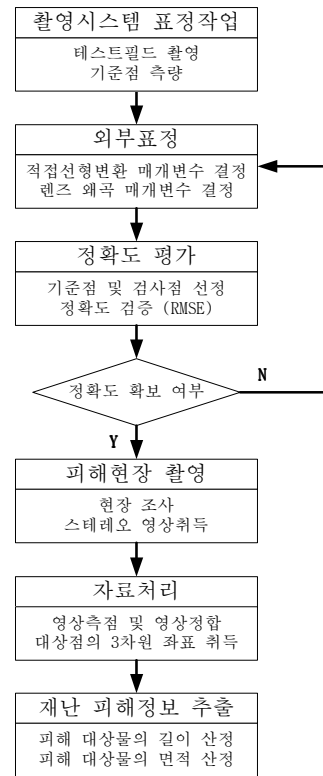 촬영시스템 표정작업
테스트필드 촬영
기준점 측량
외부표정
적접선형변환 매개변수 결정
렌즈 왜곡 매개변수 결정
정확도 평가
기준점 및 검사점 선정
정확도 검증 (RMSE)
정확도 확보 여부
N
Y
피해현장 촬영
현장 조사
스테레오 영상취득
자료처리
영상측점 및 영상정합
대상점의 3차원 좌표 취득
재난 피해정보 추출
피해 대상물의 길이 산정
피해 대상물의 면적 산정